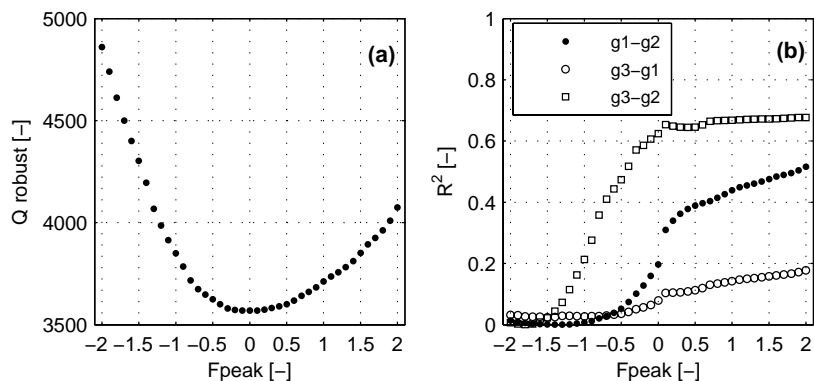 5000
4500
4000
3500
Q robust [−]
(a)
−2 −1.5 −1 −0.5 0 0.5 1 1.5 2
Fpeak [−]
1
0.8
0.6
0.4
0.2
0
R² [−]
g1−g2
g3−g1
g3−g2
(b)
−2 −1.5 −1 −0.5 0 0.5 1 1.5 2
Fpeak [−]